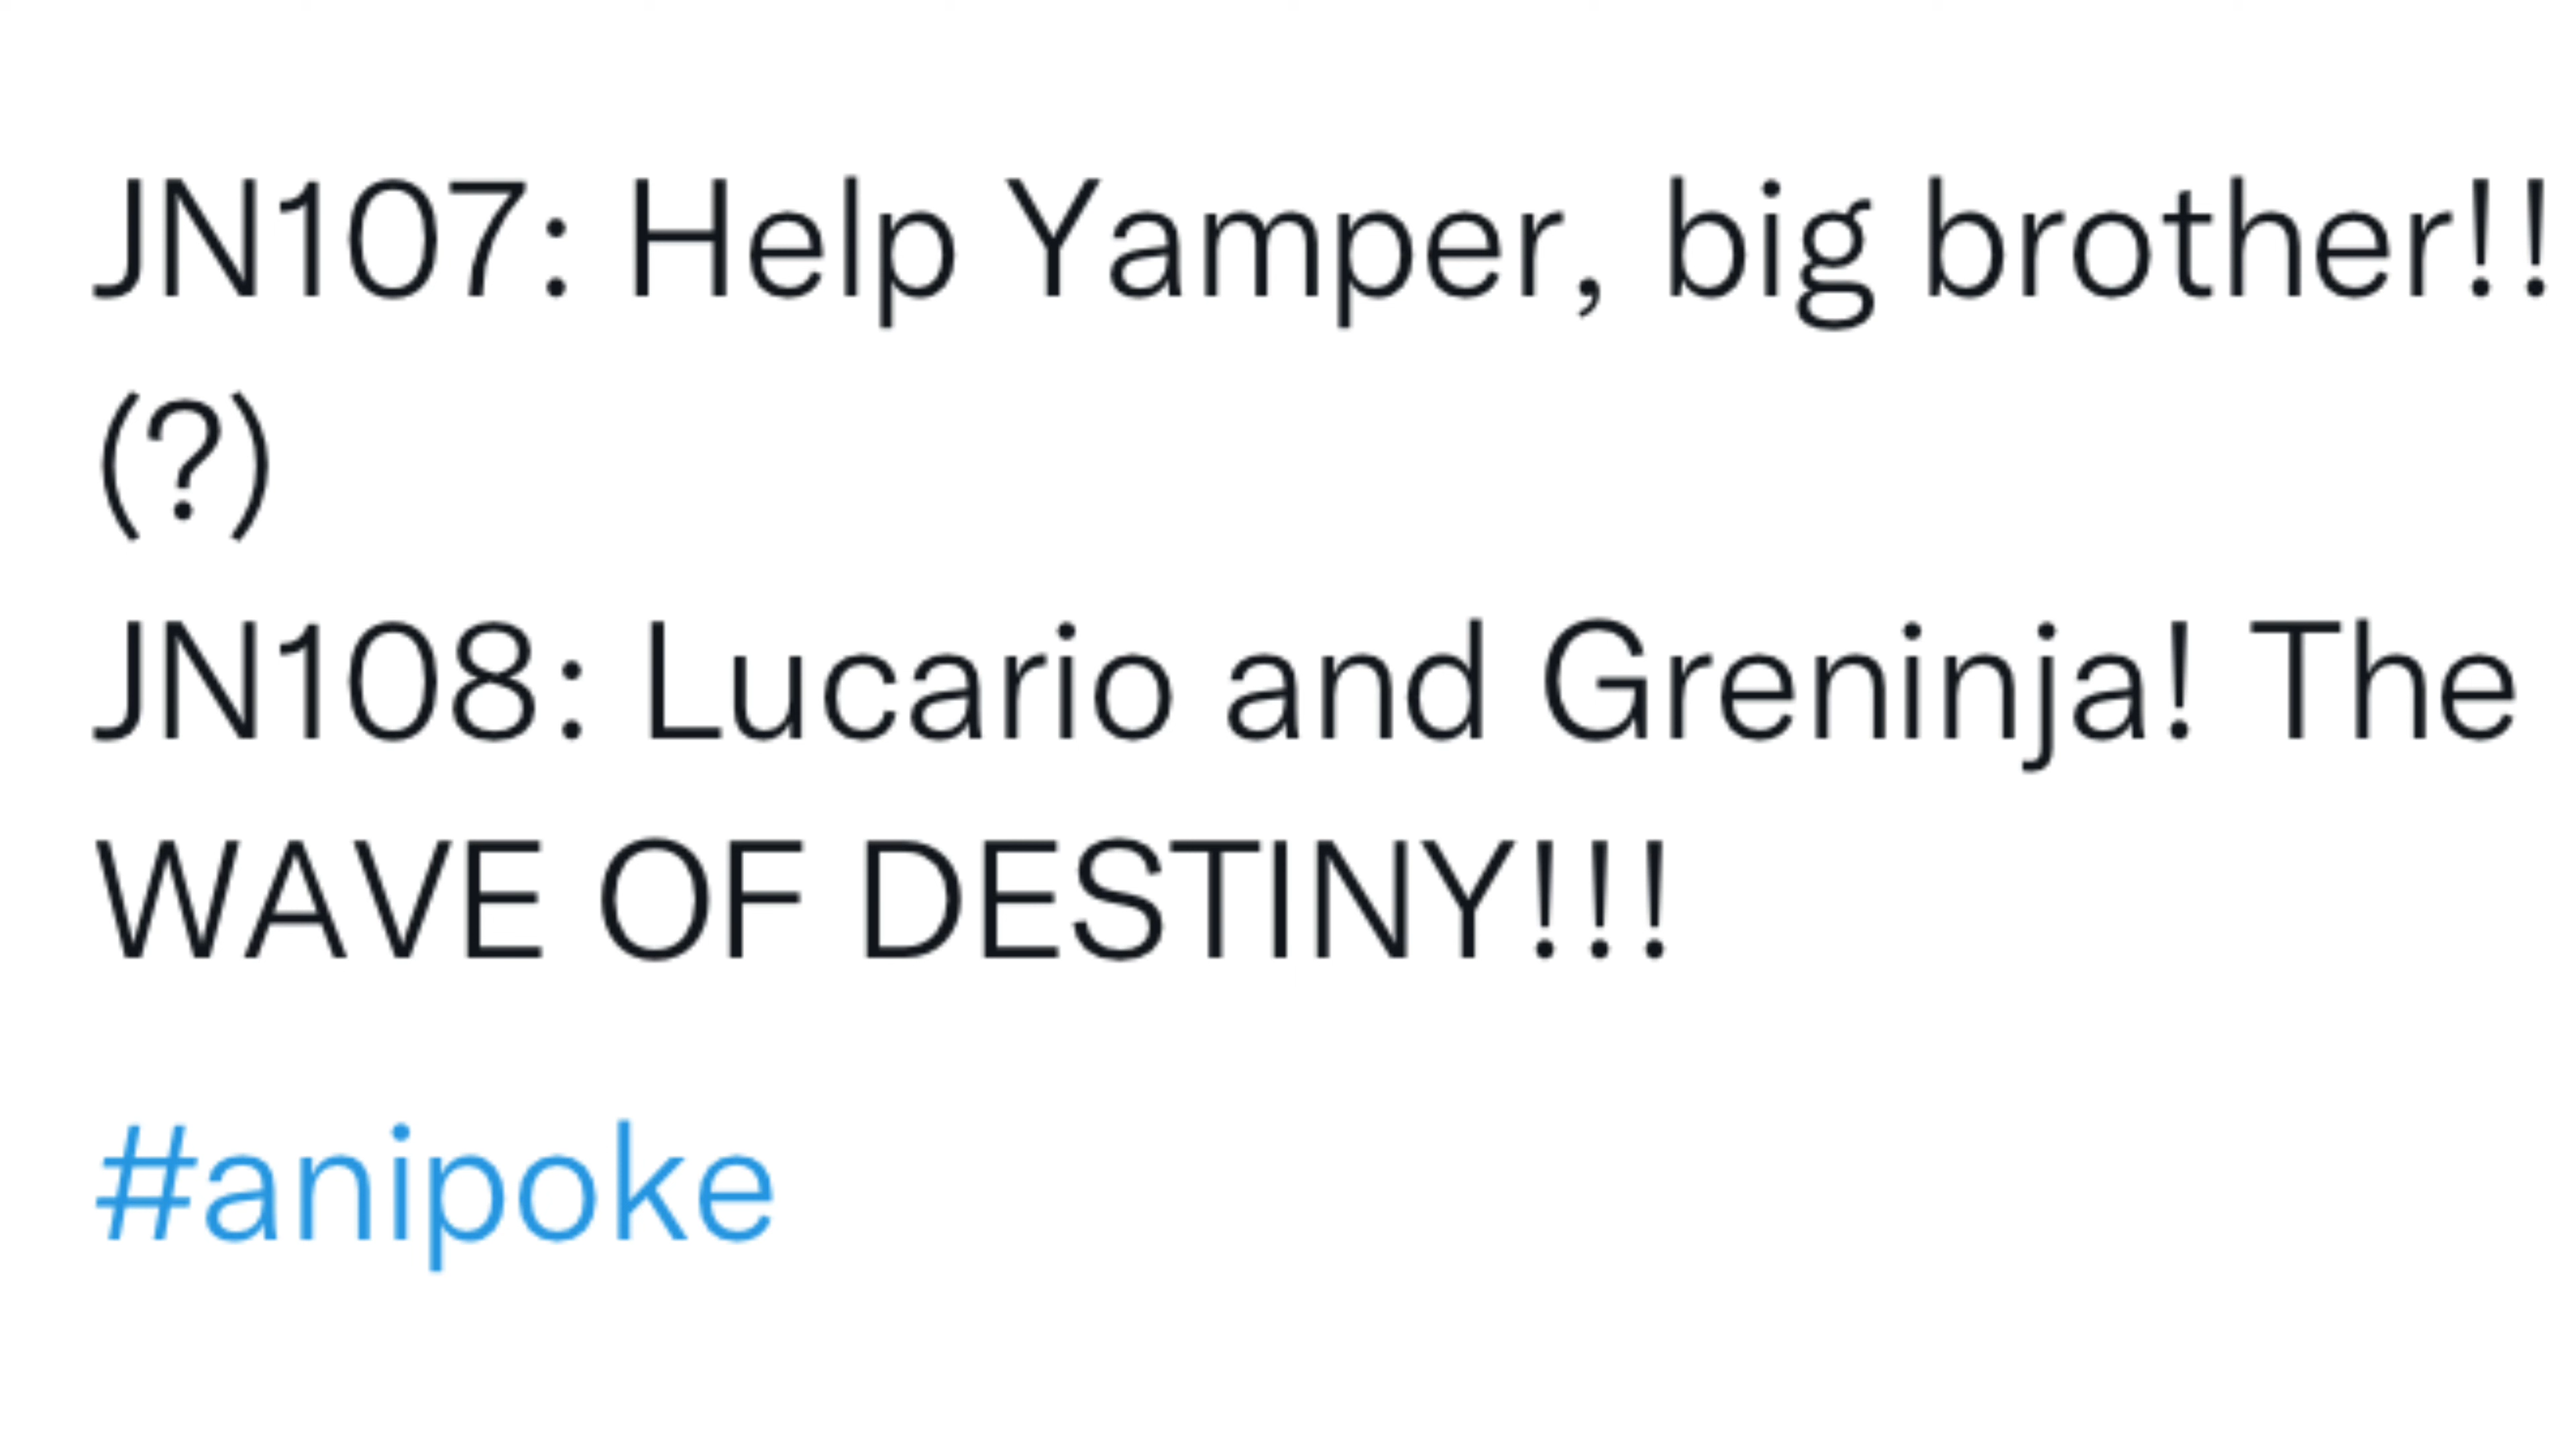 JN107: Help Yamper, big brother!!
(?)
JN108: Lucario and Greninja! The
WAVE OF DESTINY!!!
#anipoke